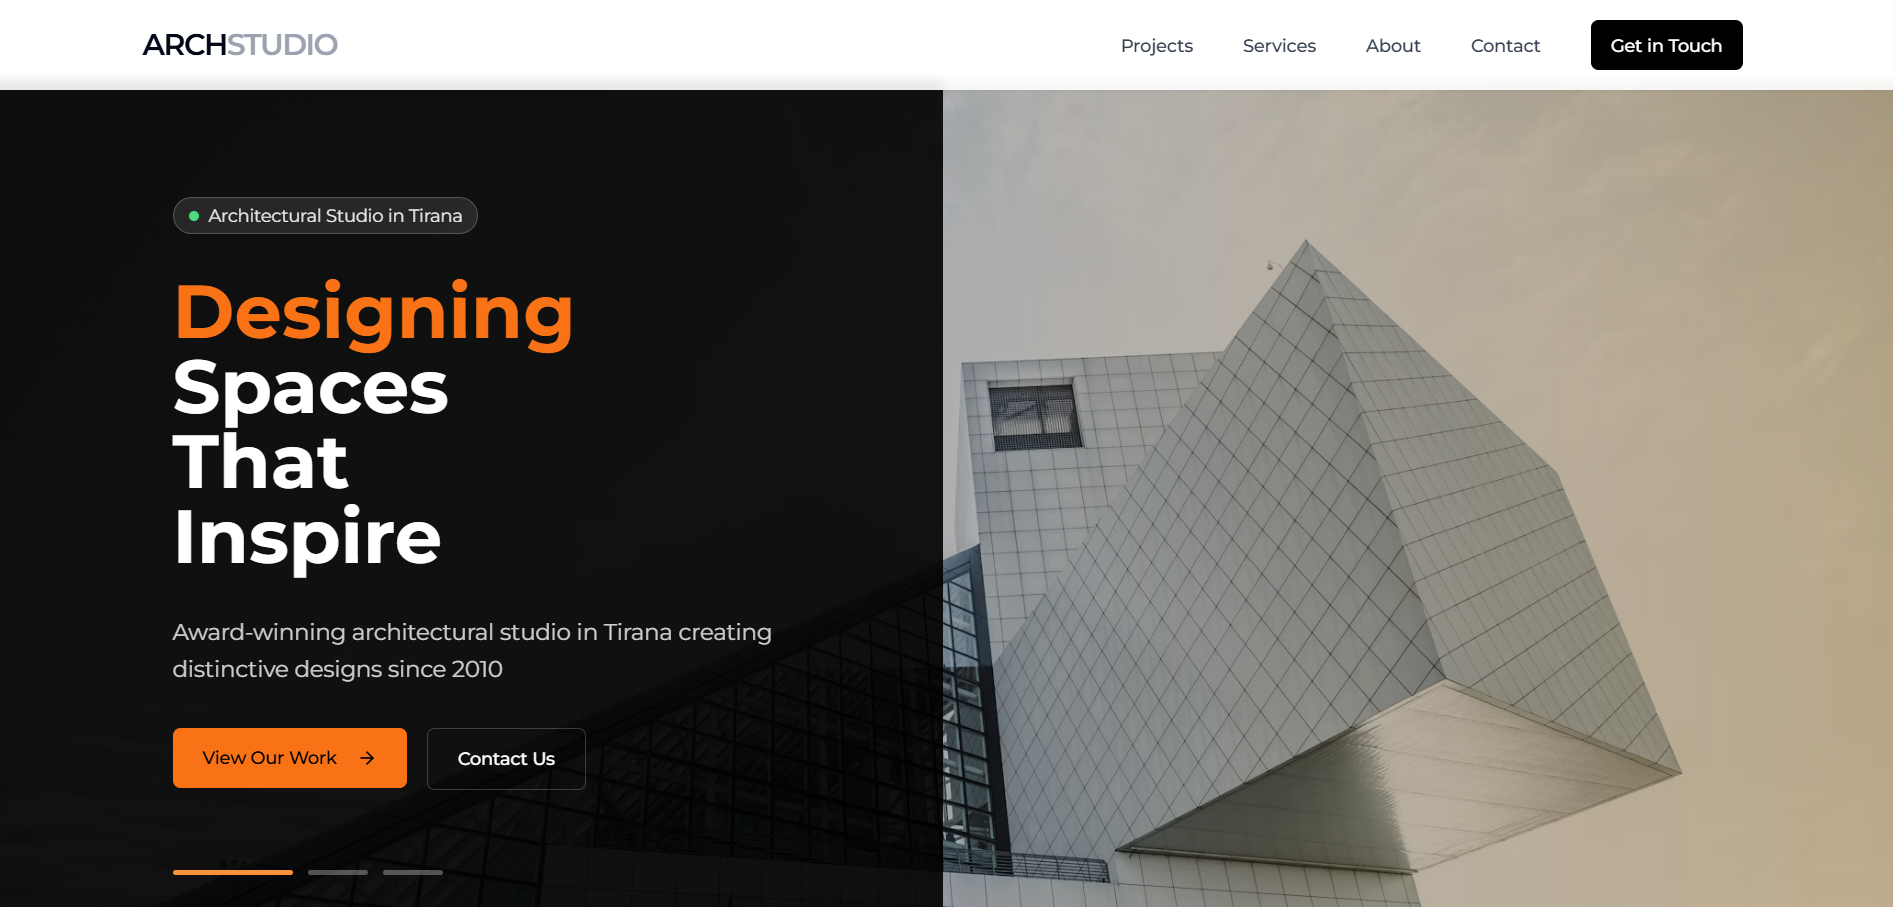 ARCHSTUDIO
Projects
Services
About
Contact
Get in Touch
Architectural Studio in Tirana
Designing
Spaces
That
Inspire
Award-winning architectural studio in Tirana creating
distinctive designs since 2010
View Our Work →
Contact Us